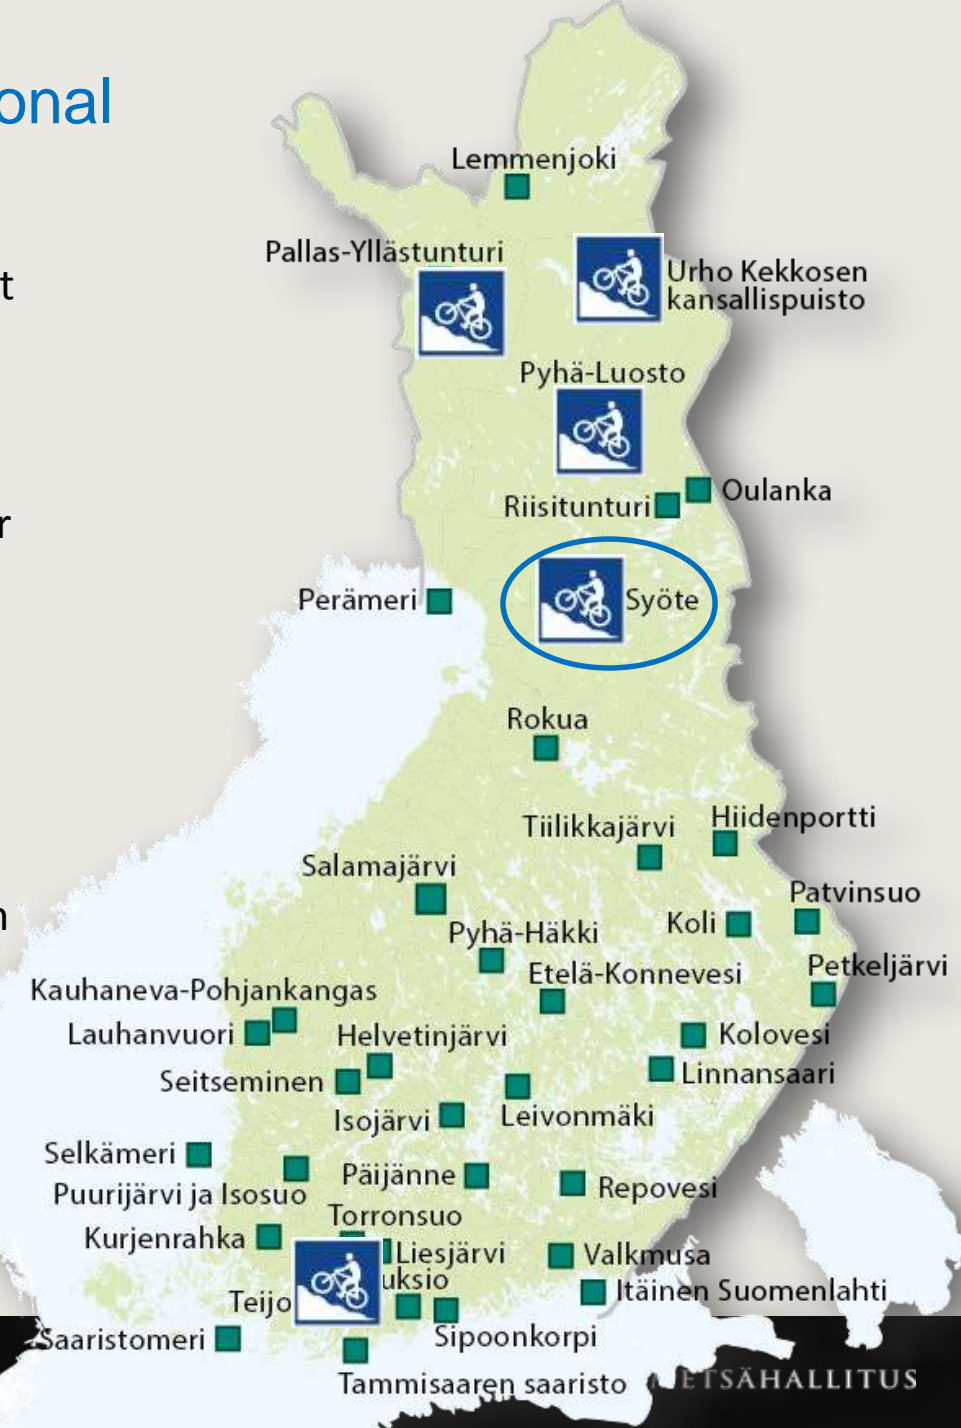 onal
Lemmenjoki
Pallas-Yllästunturi
t
Urho Kekkosen
kansallispuisto
Pyhä-Luosto
Oulanka
Riisitunturi
r
Perämeri
Syöte
Rokua
Hiidenportti
Tiilikkajärvi
Salamajärvi
Patvinsuo
n
Koli
Pyhä-Häkki
Petkeljärvi
Etelä-Konnevesi
Kauhaneva-Pohjankangas
Lauhanvuori
Helvetinjärvi
Kolovesi
Linnansaari
Seitseminen
Isojärvi
Leivonmäki
Selkämeri
Päijänne
Repovesi
Puurijärvi ja Isosuo
Torronsuo
Kurjenrahka
Liesjärvi
Valkmusa
uksio
Itäinen Suomenlahti
Teijo
Sipoonkorpi
Saaristomeri
Tammisaaren saaristo
ETSÄHALLITUS